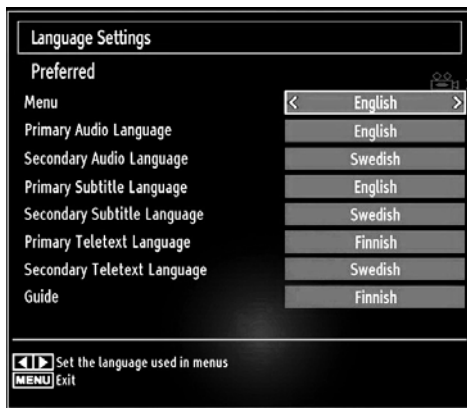 Language Settings
Preferred
Menu < English >
Primary Audio Language English
Secondary Audio Language Swedish
Primary Subtitle Language English
Secondary Subtitle Language Swedish
Primary Teletext Language Finnish
Secondary Teletext Language Swedish
Guide Finnish
Set the language used in menus
MENU Exit